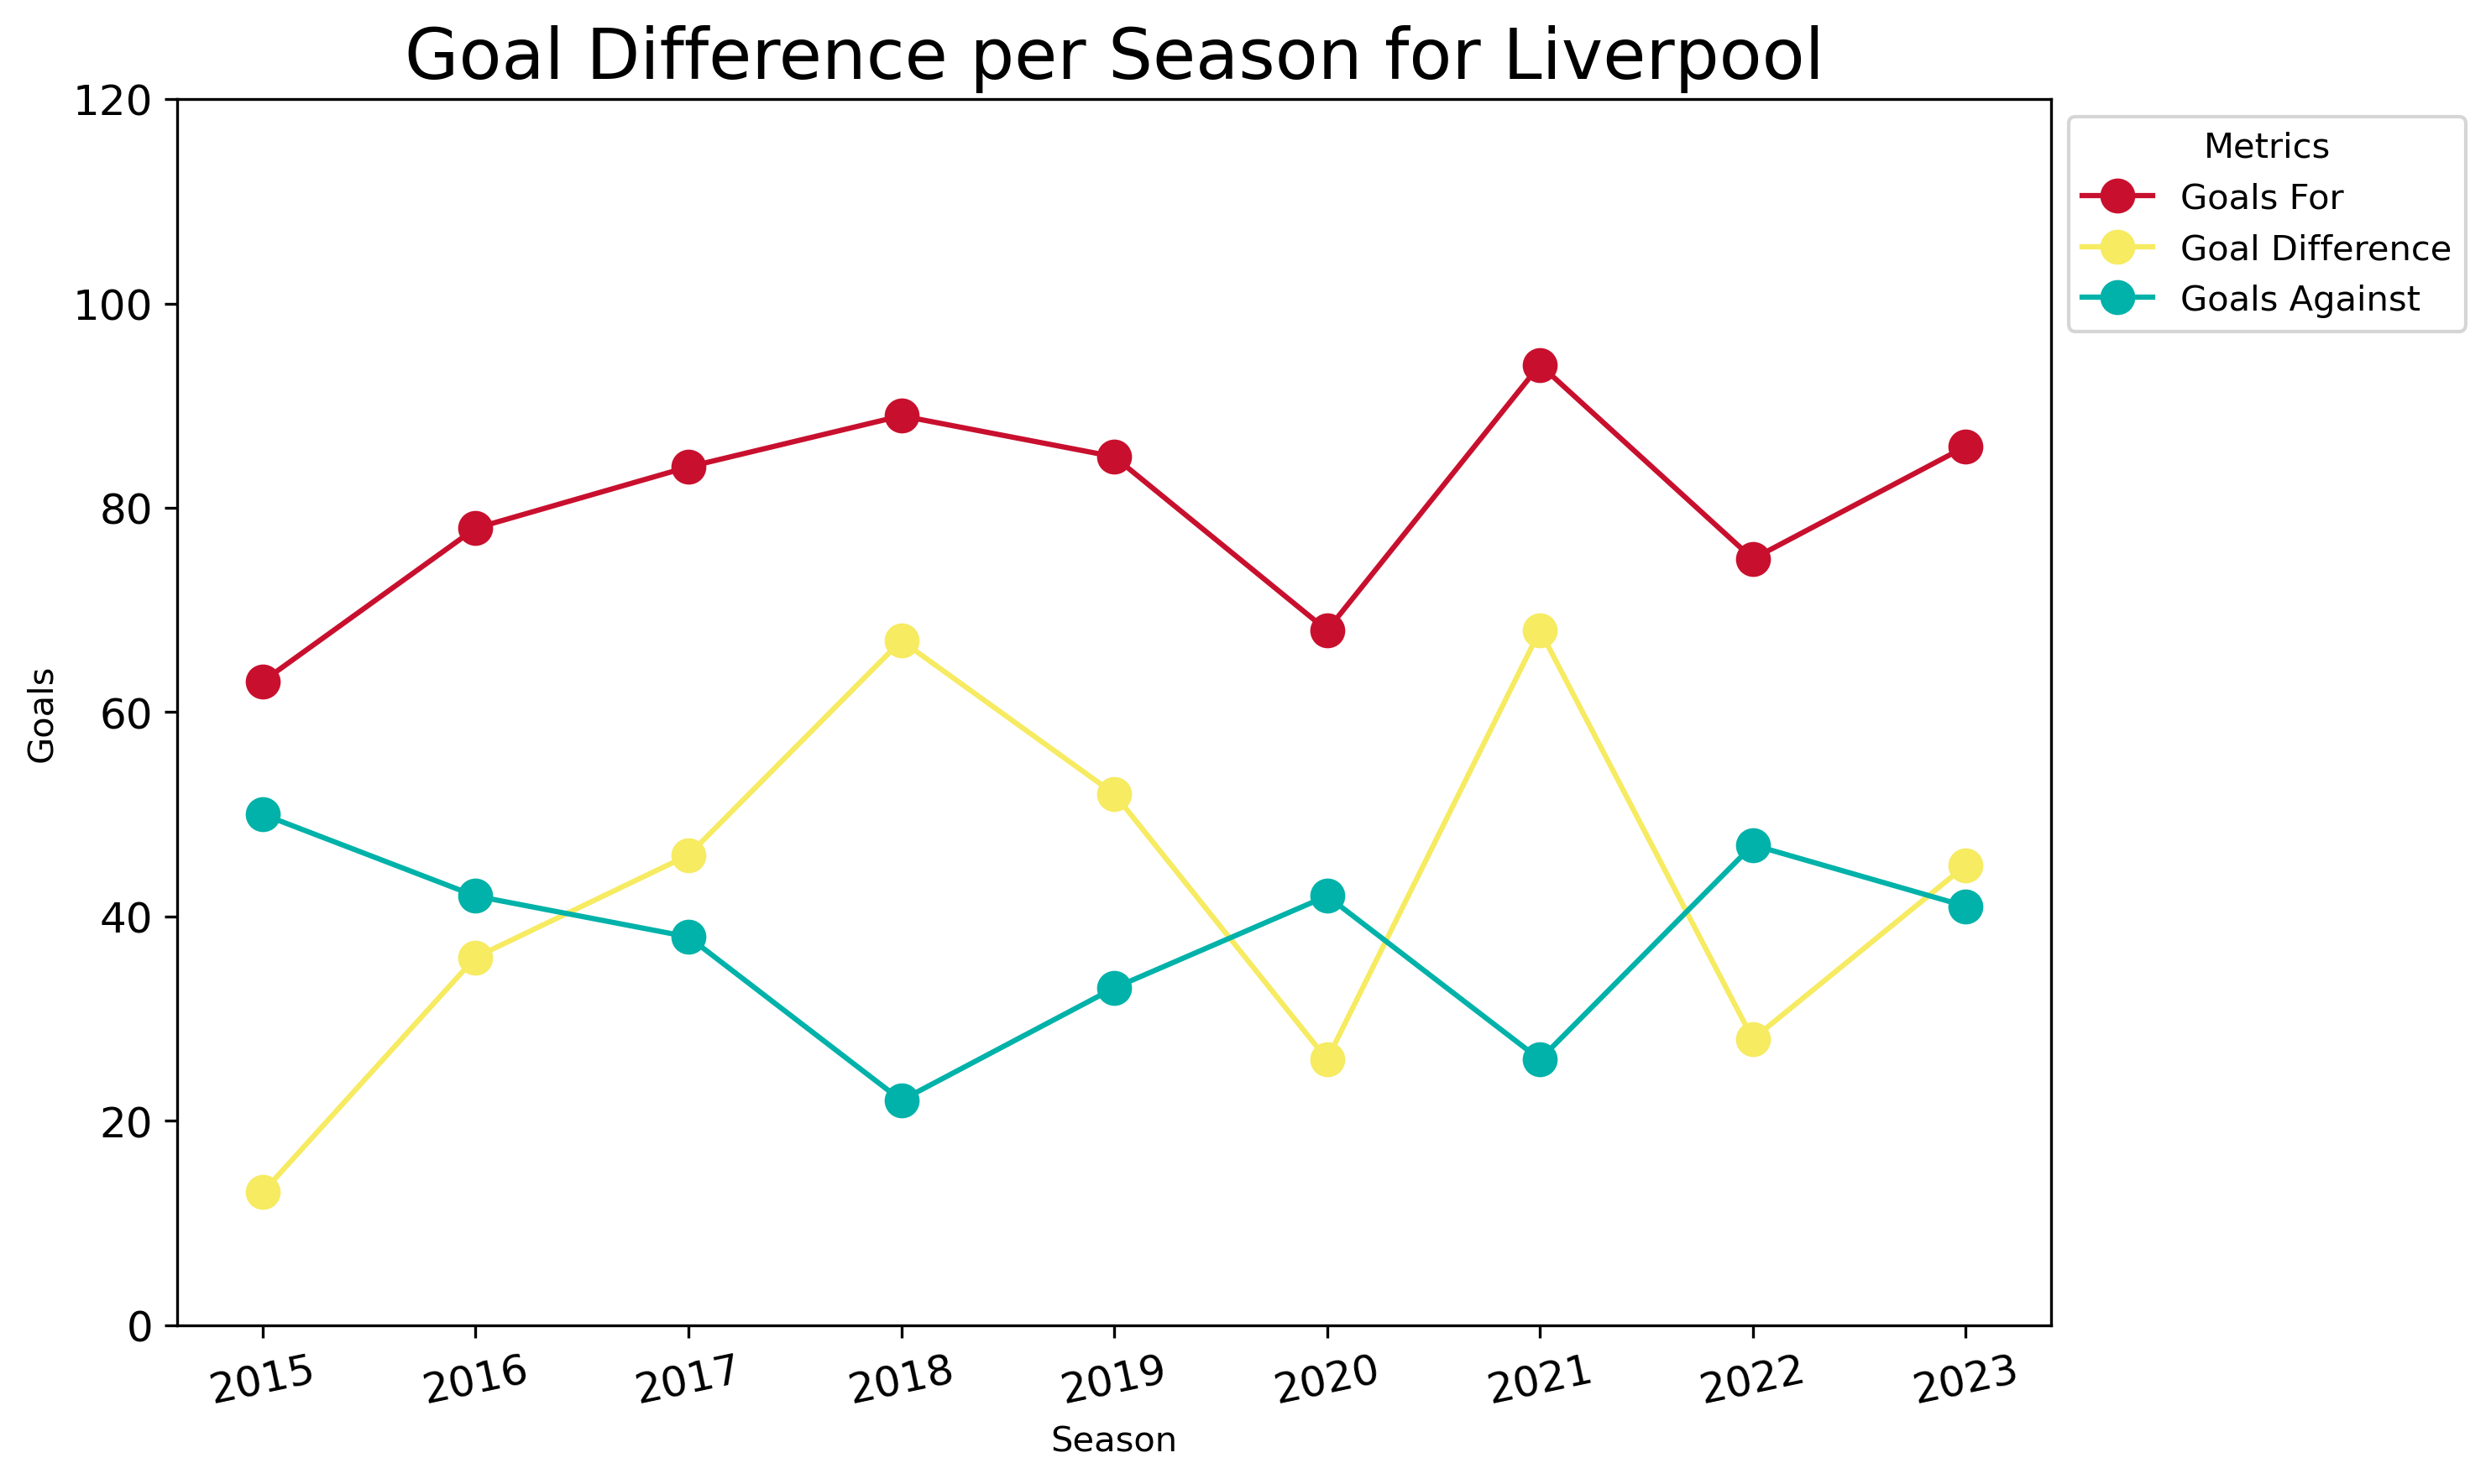 Goal Difference per Season for Liverpool
120
100
80
60
40
20
0
Goals
2015 2016 2017 2018 2019 2020 2021 2022 2023
Season
Metrics
Goals For
Goal Difference
Goals Against